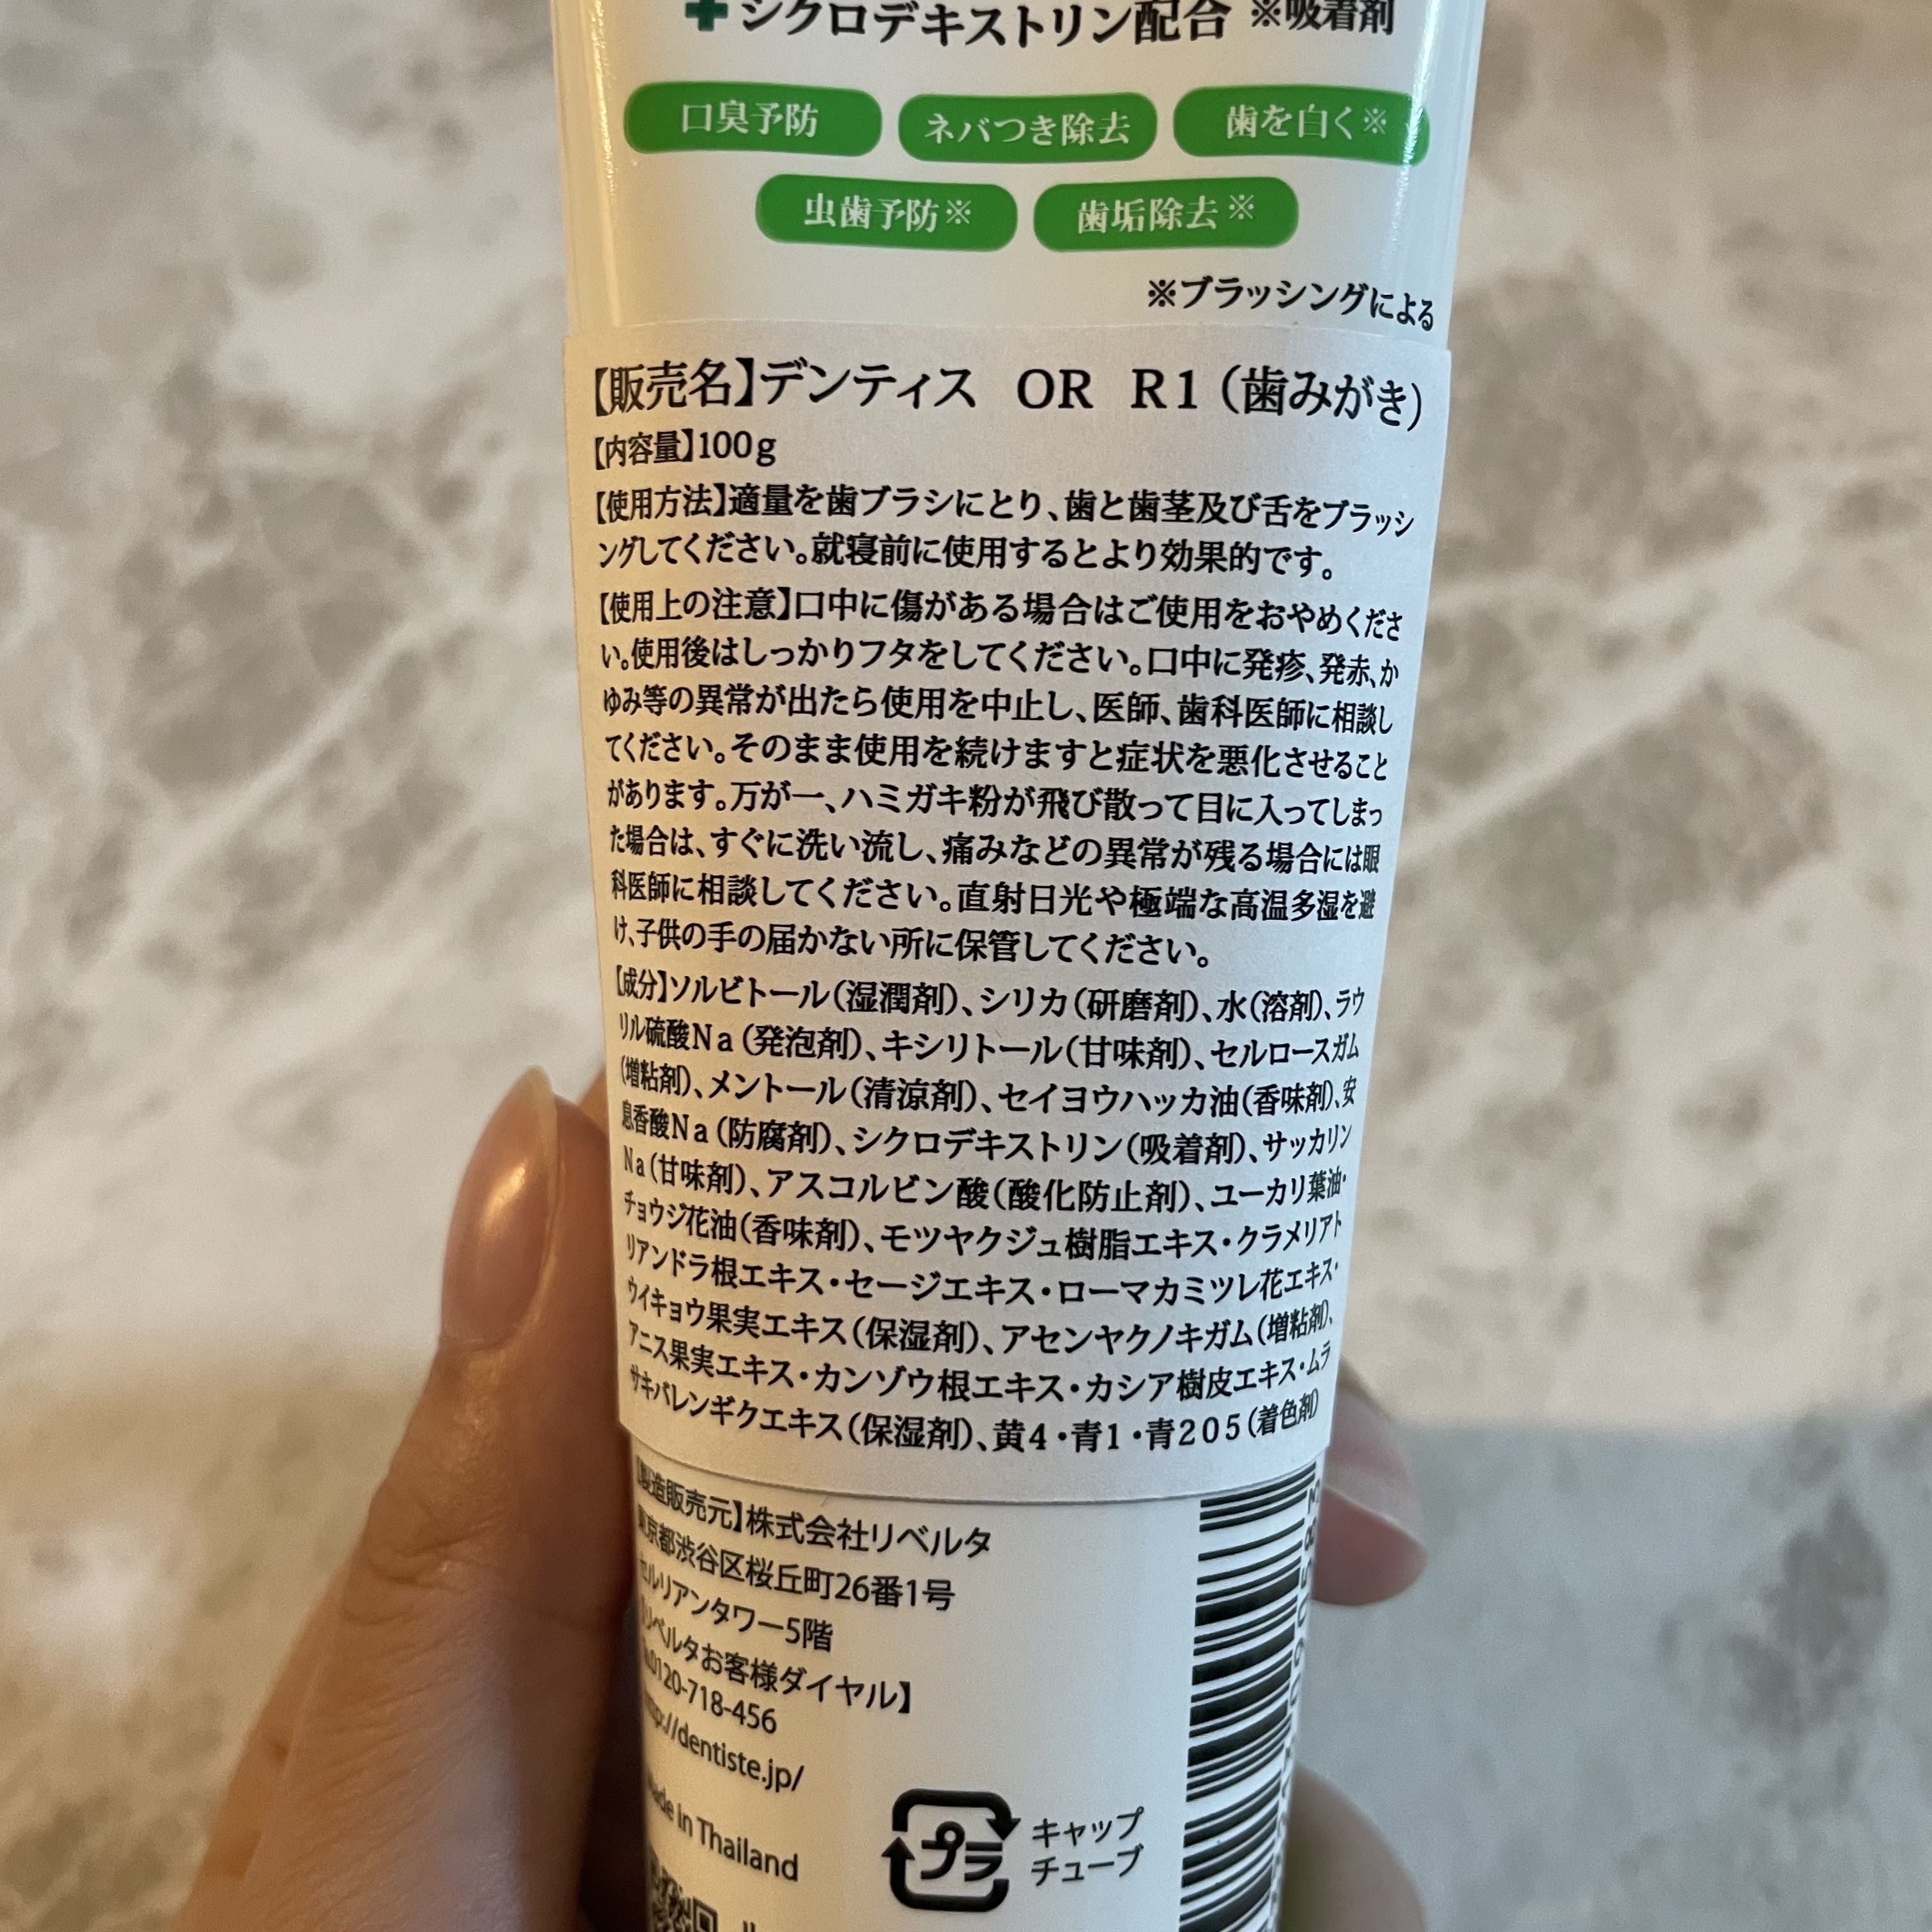 ✚シクロデキストリン配合 ※吸着剤
口臭予防 ネバつき除去 歯を白く※
虫歯予防※ 歯垢除去※
※ブラッシングによる
【販売名】デンティス OR R1（歯みがき）
【内容量】100g
【使用方法】適量を歯ブラシにとり、歯と歯茎及び舌をブラッシ
ングしてください。就寝前に使用するとより効果的です。
【使用上の注意】口中に傷がある場合はご使用をおやめくださ
い。使用後はしっかりフタをしてください。口中に発疹、発赤、か
ゆみ等の異常が出たら使用を中止し、医師、歯科医師に相談し
てください。そのまま使用を続けますと症状を悪化させること
があります。万が一、ハミガキ粉が飛び散って目に入ってしまっ
た場合は、すぐに洗い流し、痛みなどの異常が残る場合には眼
科医師に相談してください。直射日光や極端な高温多湿を避
け、子供の手の届かない所に保管してください。
【成分】ソルビトール（湿潤剤）、シリカ（研磨剤）、水（溶剤）、ラウ
リル硫酸Na（発泡剤）、キシリトール（甘味剤）、セルロースガム
（増粘剤）、メントール（清涼剤）、セイヨウハッカ油（香味剤）、安
息香酸Na（防腐剤）、シクロデキストリン（吸着剤）、サッカリン
Na（甘味剤）、アスコルビン酸（酸化防止剤）、ユーカリ葉油・
チョウジ花油（香味剤）、モツヤクジュ樹脂エキス・クラメリアト
リアンドラ根エキス・セージエキス・ローマカミツレ花エキス・
ウイキョウ果実エキス（保湿剤）、アセンヤクノキガム（増粘剤）、
アニス果実エキス・カンゾウ根エキス・カシア樹皮エキス・ムラ
サキバレンギクエキス（保湿剤）、黄4・青1・青205（着色剤）
【製造販売元】株式会社リベルタ
東京都渋谷区桜丘町26番1号
セルリアンタワー5階
【リベルタお客様ダイヤル】
0120-718-456
http://dentiste.jp/
Made in Thailand
プラ
キャップ
チューブ